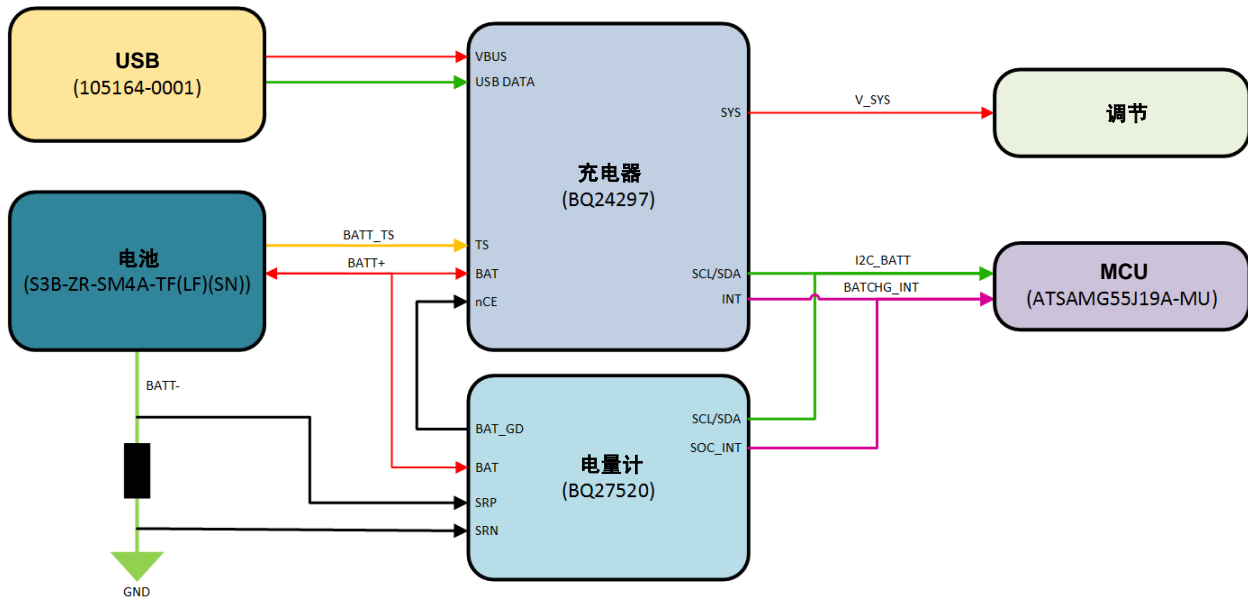 USB
(105164-0001)
VBUS
USB DATA
SYS
V_SYS
调节
充电器
(BQ24297)
电池
(S3B-ZR-SM4A-TF(LF)(SN))
BATT_TS
BATT+
TS
BAT
nCE
SCL/SDA
INT
I2C_BATT
BATCHG_INT
MCU
(ATSAMG55J19A-MU)
BATT-
BAT_GD
BAT
SRP
SRN
电量计
(BQ27520)
SCL/SDA
SOC_INT
GND